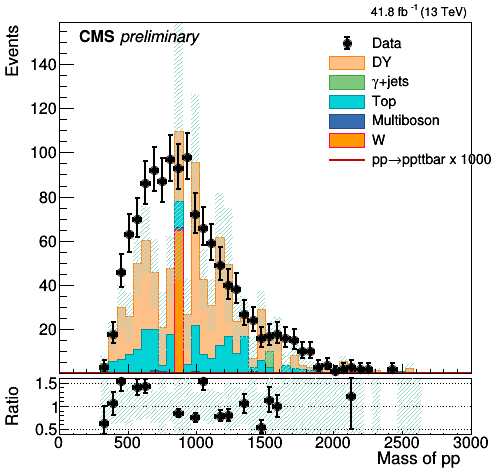 41.8 fb⁻¹ (13 TeV)
CMS preliminary
Events
140
120
100
80
60
40
20
Data
DY
γ+jets
Top
Multiboson
W
pp→ppttbar x 1000
Ratio
1.5
1
0.5
0 500 1000 1500 2000 2500 3000
Mass of pp